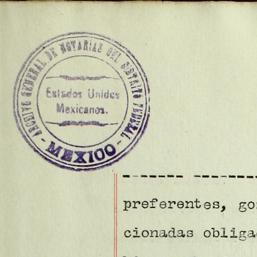 ARCHIVO GENERAL DE NOTARIAS DEL DISTRITO FEDERAL
Estados Unidos
Mexicanos.
- MEXICO -
------ ---
preferentes, go
cionadas obliga